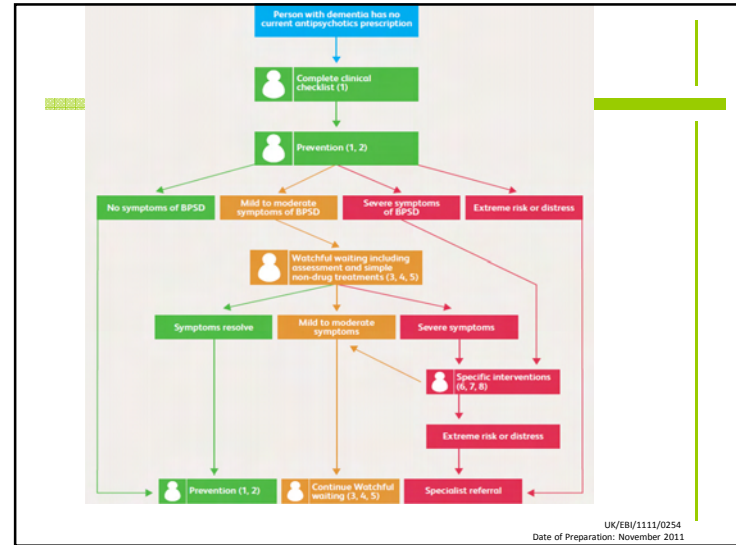 Person with dementia has no
current antipsychotics prescription
Complete clinical
checklist (1)
Prevention (1, 2)
No symptoms of BPSD
Mild to moderate
symptoms of BPSD
Severe symptoms
of BPSD
Extreme risk or distress
Watchful waiting including
assessment and simple
non-drug treatments (3, 4, 5)
Symptoms resolve
Mild to moderate
symptoms
Severe symptoms
Specific interventions
(6, 7, 8)
Extreme risk or distress
Prevention (1, 2)
Continue Watchful
waiting (3, 4, 5)
Specialist referral
UK/EBI/1111/0254
Date of Preparation: November 2011